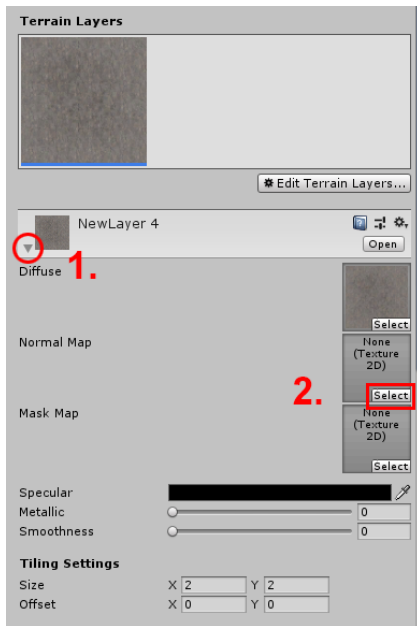 Terrain Layers
Edit Terrain Layers...
NewLayer 4
Open
1.
Diffuse
Select
Normal Map
None
(Texture
2D)
2.
Select
Mask Map
None
(Texture
2D)
Select
Specular
Metallic 0
Smoothness 0
Tiling Settings
Size X 2 Y 2
Offset X 0 Y 0